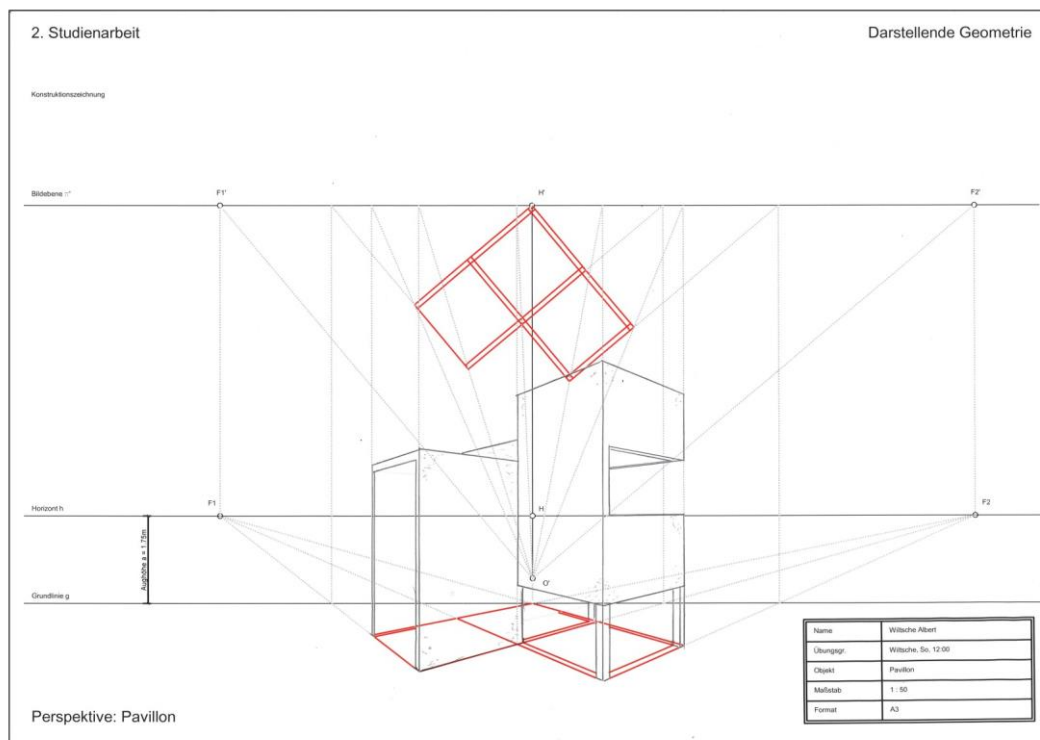 2. Studienarbeit
Darstellende Geometrie
Konstruktionszeichnung
Bildebene
F1'
H'
F2'
F1
Horizont h
H
F2
Aughöhe a = 1.75m
O'
Grundlinie g
Name Wiltsche Albert
Übungsgr. Wiltsche, So, 12:00
Objekt Pavillon
Maßstab 1 : 50
Format A3
Perspektive: Pavillon